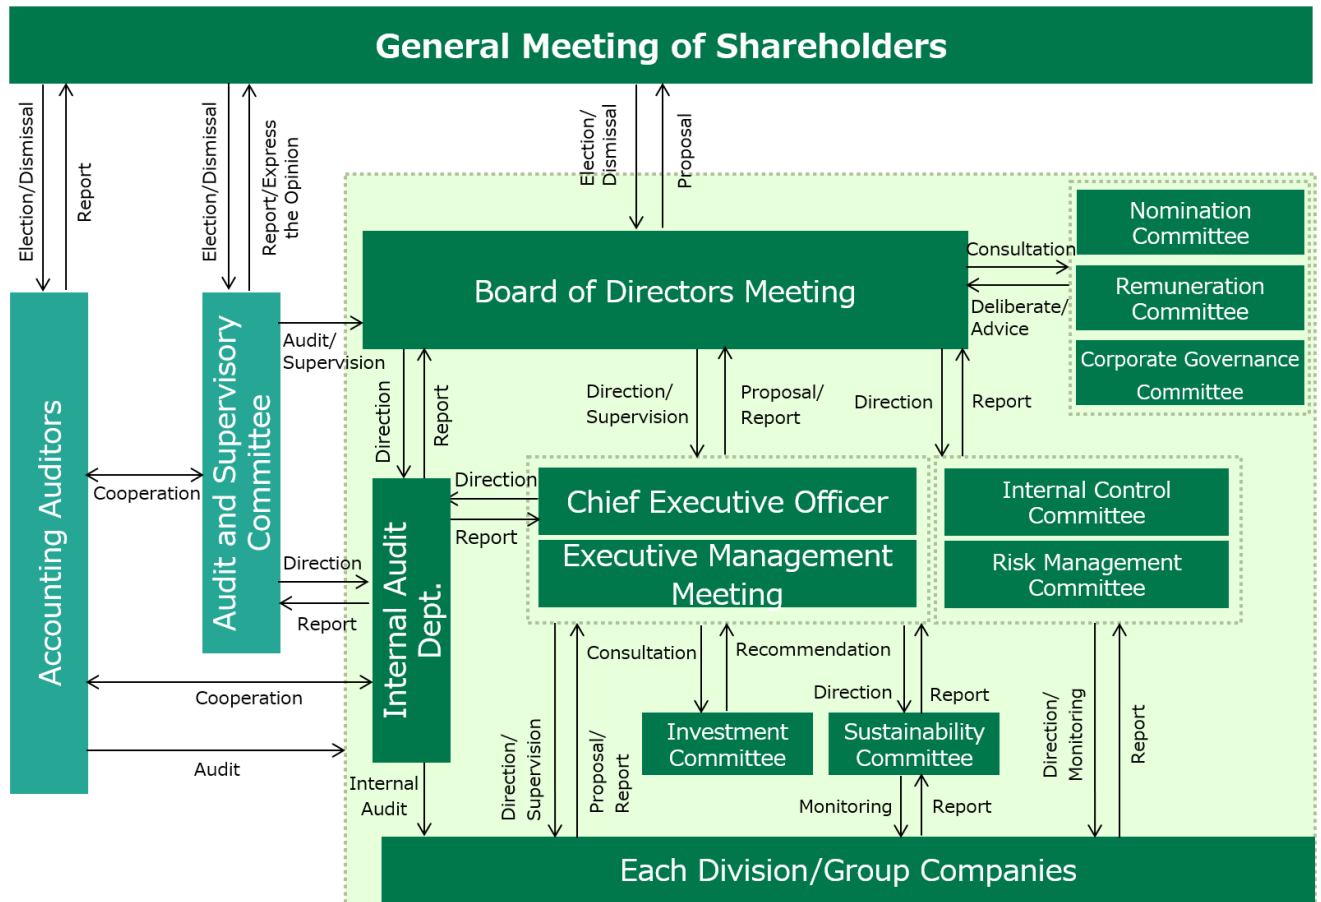 General Meeting of Shareholders
Election/Dismissal
Report
Election/Dismissal
Report/Express
the Opinion
Election/
Dismissal
Proposal
Nomination
Committee
Remuneration
Committee
Corporate Governance
Committee
Consultation
Deliberate/
Advice
Board of Directors Meeting
Audit/
Supervision
Accounting Auditors
Audit and Supervisory
Committee
Cooperation
Direction
Report
Direction/
Supervision
Proposal/
Report
Direction
Report
Internal Audit
Dept.
Direction
Report
Chief Executive Officer
Executive Management
Meeting
Internal Control
Committee
Risk Management
Committee
Direction
Report
Cooperation
Audit
Internal
Audit
Direction/
Supervision
Proposal/
Report
Consultation
Recommendation
Investment
Committee
Direction
Report
Sustainability
Committee
Monitoring
Report
Direction/
Monitoring
Report
Each Division/Group Companies